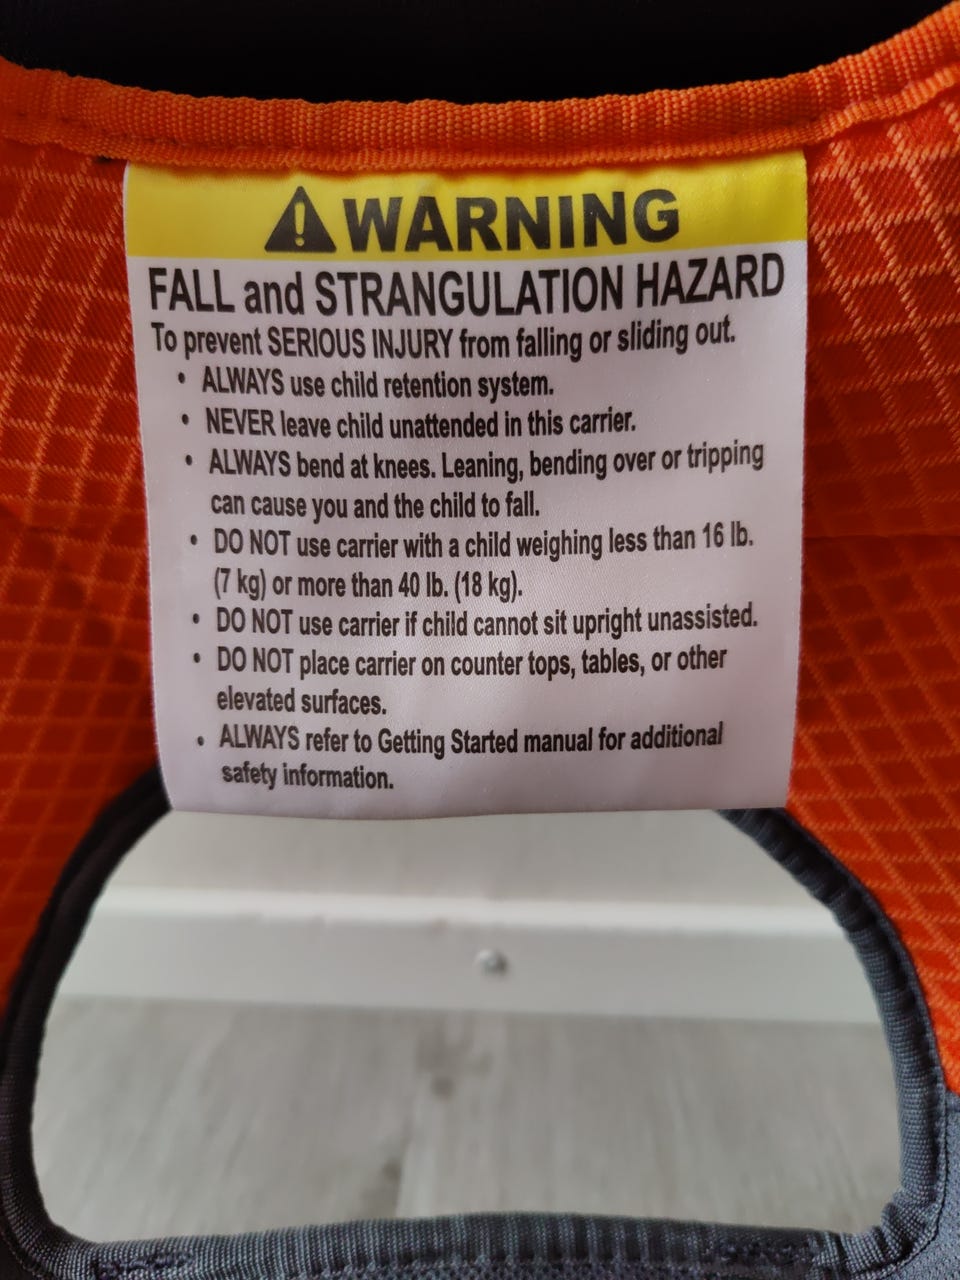 WARNING
FALL and STRANGULATION HAZARD
To prevent SERIOUS INJURY from falling or sliding out.
• ALWAYS use child retention system.
• NEVER leave child unattended in this carrier.
• ALWAYS bend at knees. Leaning, bending over or tripping
can cause you and the child to fall.
• DO NOT use carrier with a child weighing less than 16 lb.
(7 kg) or more than 40 lb. (18 kg).
• DO NOT use carrier if child cannot sit upright unassisted.
• DO NOT place carrier on counter tops, tables, or other
elevated surfaces.
• ALWAYS refer to Getting Started manual for additional
safety information.